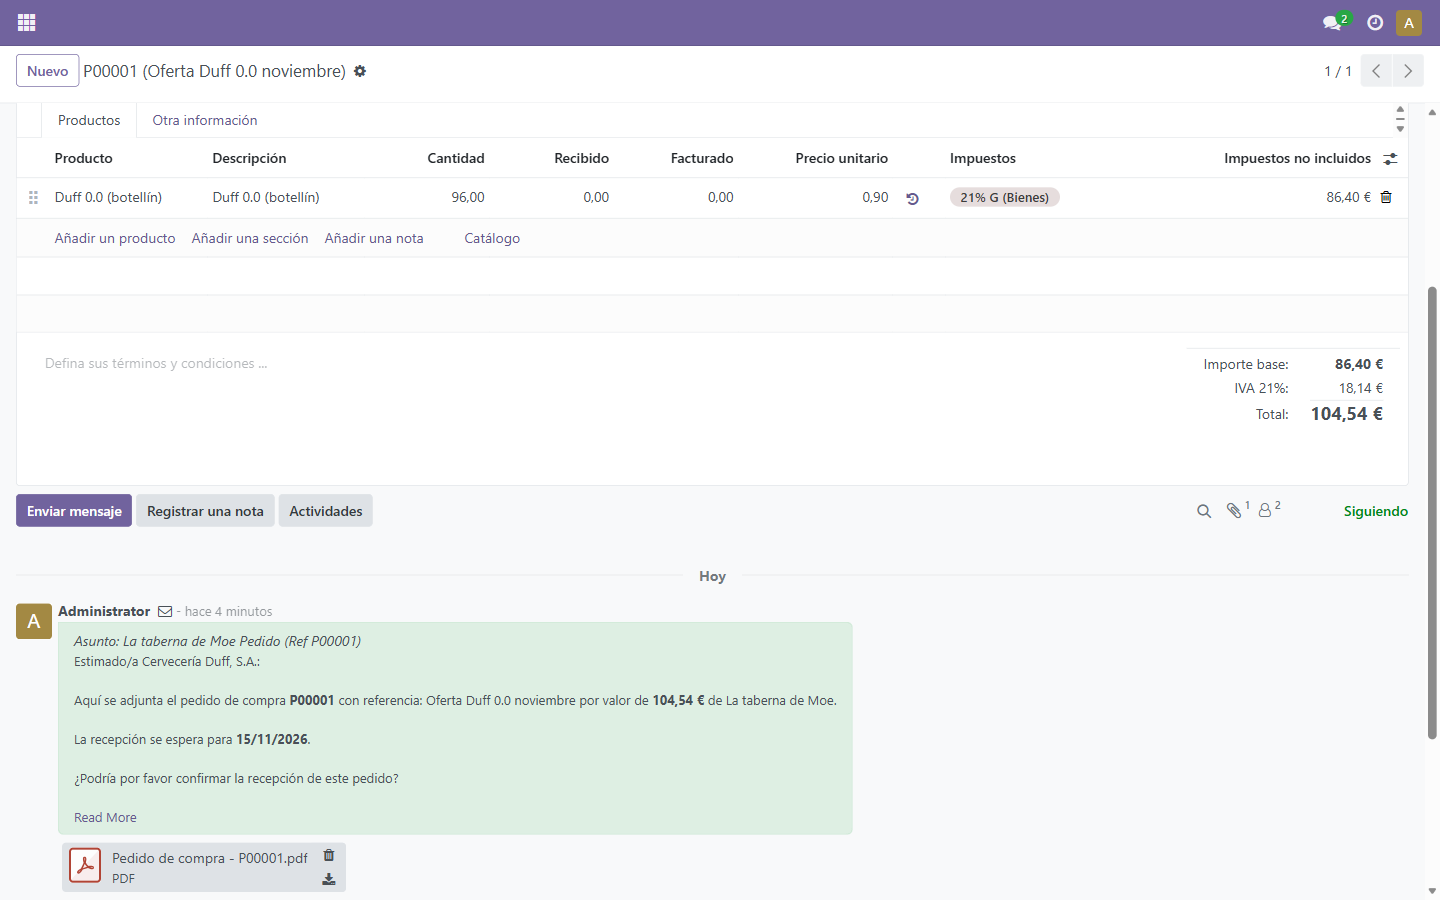 2
A
Nuevo
P00001 (Oferta Duff 0.0 noviembre)
1 / 1
Productos
Otra información
Producto
Descripción
Cantidad
Recibido
Facturado
Precio unitario
Impuestos
Impuestos no incluidos
Duff 0.0 (botellín)
Duff 0.0 (botellín)
96,00
0,00
0,00
0,90
21% G (Bienes)
86,40 €
Añadir un producto
Añadir una sección
Añadir una nota
Catálogo
Defina sus términos y condiciones ...
Importe base:
86,40 €
IVA 21%:
18,14 €
Total:
104,54 €
Enviar mensaje
Registrar una nota
Actividades
1
2
Siguiendo
Hoy
A
Administrator
- hace 4 minutos
Asunto: La taberna de Moe Pedido (Ref P00001)
Estimado/a Cervecería Duff, S.A.:
Aquí se adjunta el pedido de compra P00001 con referencia: Oferta Duff 0.0 noviembre por valor de 104,54 € de La taberna de Moe.
La recepción se espera para 15/11/2026.
¿Podría por favor confirmar la recepción de este pedido?
Read More
Pedido de compra - P00001.pdf
PDF